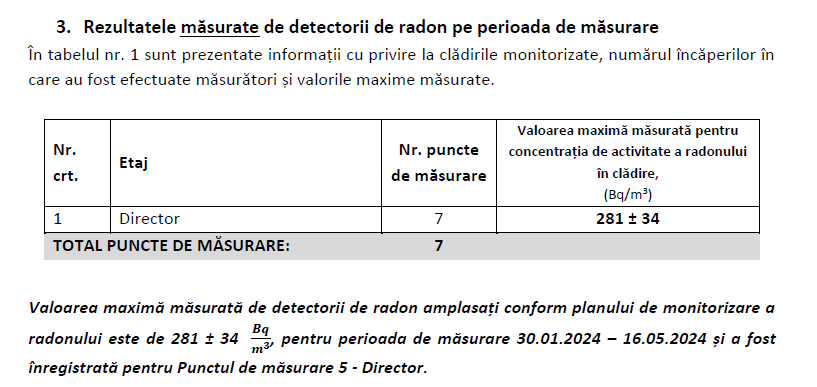 3. Rezultatele măsurate de detectorii de radon pe perioada de măsurare
În tabelul nr. 1 sunt prezentate informații cu privire la clădirile monitorizate, numărul încăperilor în
care au fost efectuate măsurători și valorile maxime măsurate.
Nr. crt.
Etaj
Nr. puncte
de măsurare
Valoarea maximă măsurată pentru
concentrația de activitate a radonului
în clădire,
(Bq/m³)
1 Director 7 281 ± 34
TOTAL PUNCTE DE MĂSURARE: 7
Valoarea maximă măsurată de detectorii de radon amplasați conform planului de monitorizare a
radonului este de 281 ± 34 Bq/m³, pentru perioada de măsurare 30.01.2024 – 16.05.2024 și a fost
înregistrată pentru Punctul de măsurare 5 - Director.